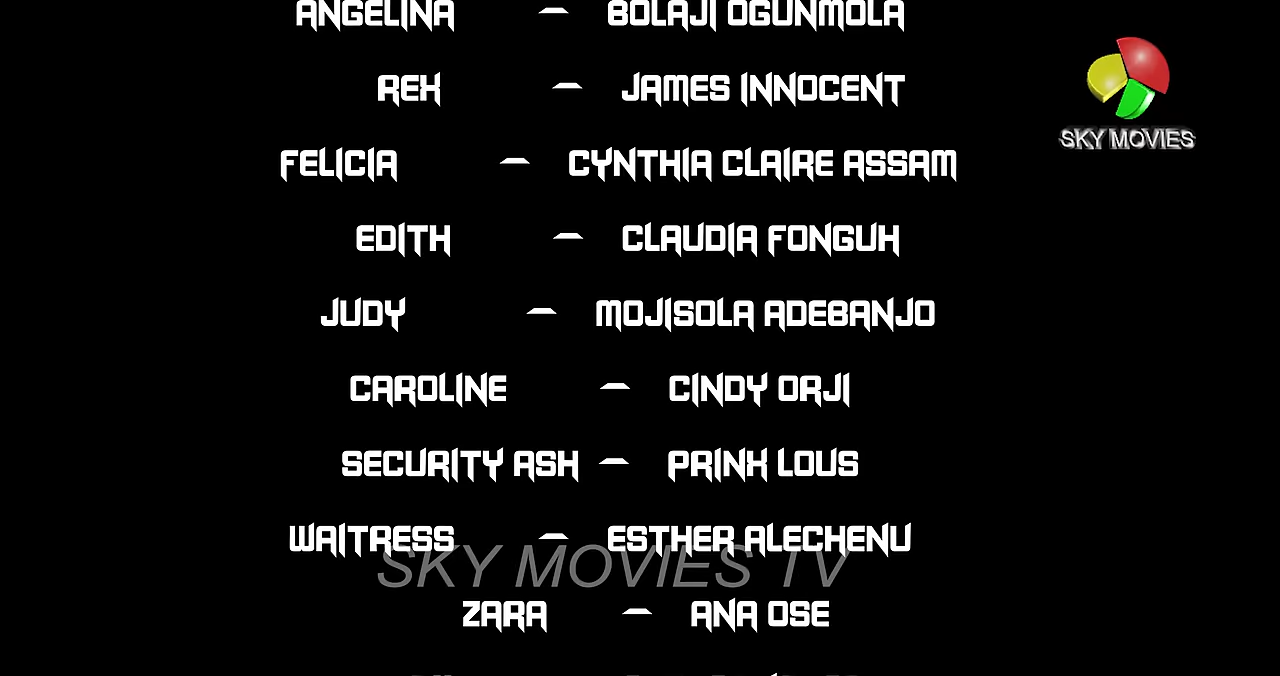 ANGELINA — BOLAJI OGUNMOLA
SKY MOVIES
REX — JAMES INNOCENT
FELICIA — CYNTHIA CLAIRE ASSAM
EDITH — CLAUDIA FONGUH
JUDY — MOJISOLA ADEBANJO
CAROLINE — CINDY ORJI
SECURITY ASH — PRINX LOUS
WAITRESS — ESTHER ALECHENU
SKY MOVIES TV
ZARA — ANA OSE